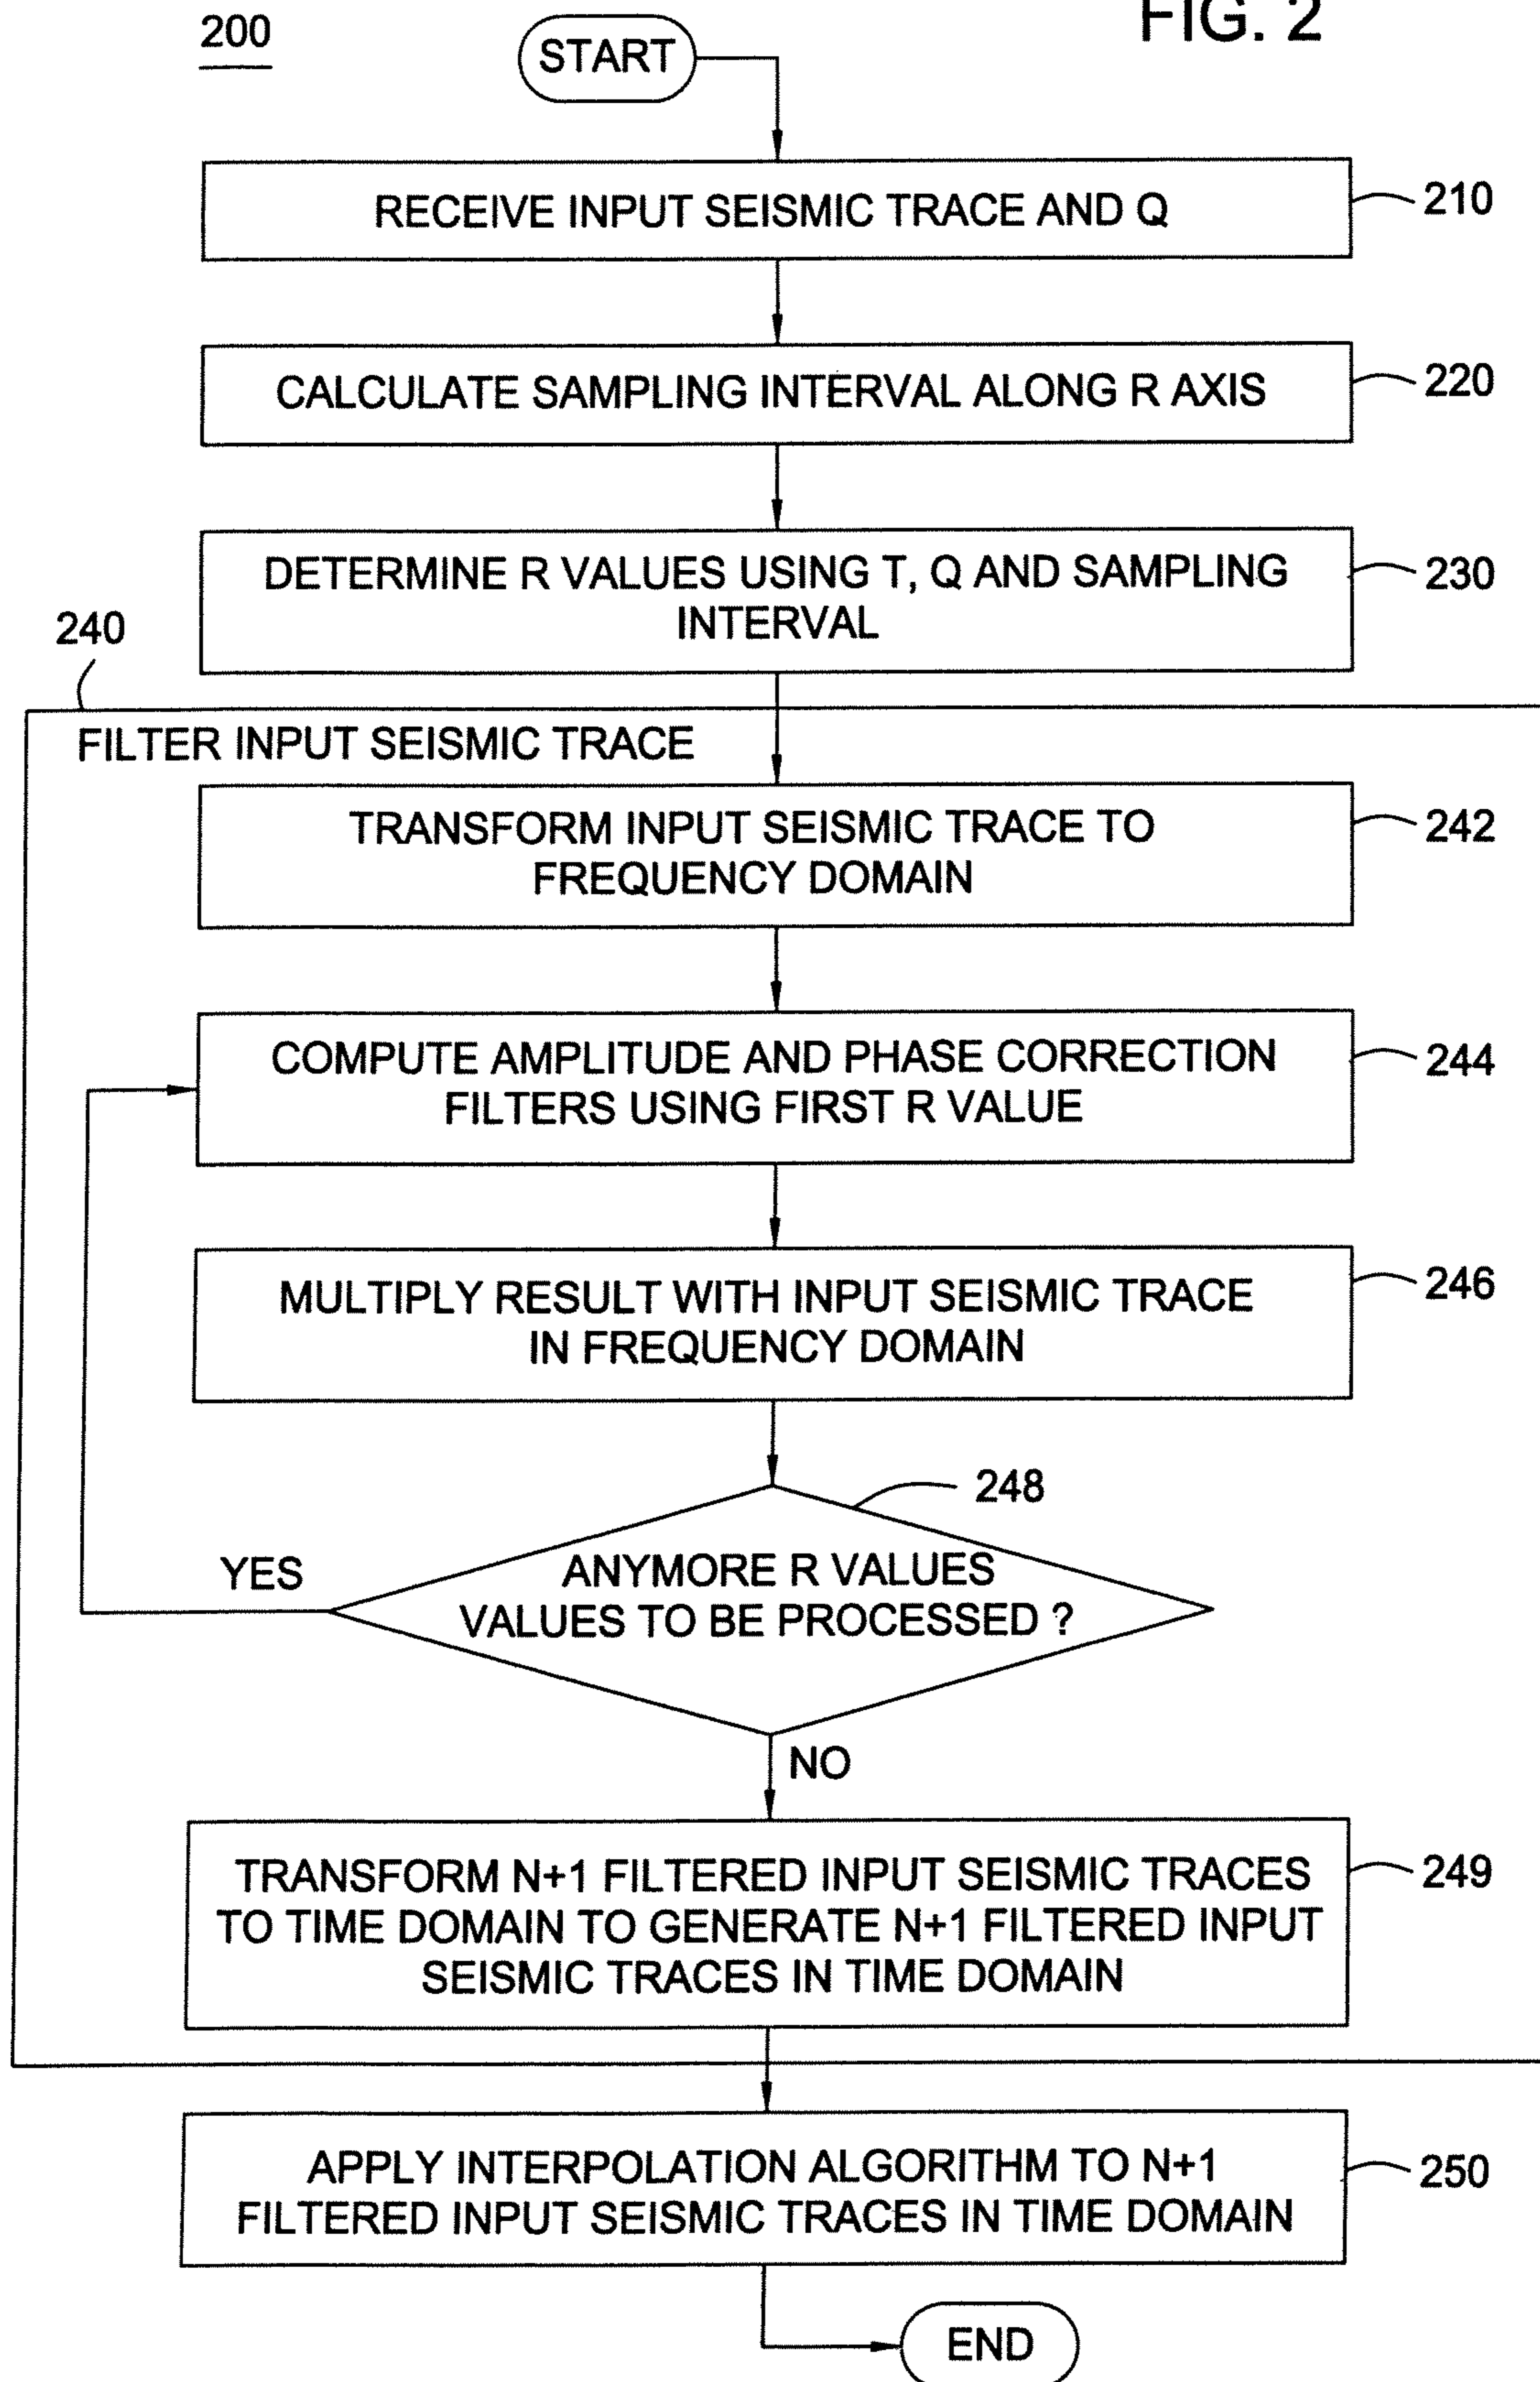 200
FIG. 2
START
RECEIVE INPUT SEISMIC TRACE AND Q
210
CALCULATE SAMPLING INTERVAL ALONG R AXIS
220
DETERMINE R VALUES USING T, Q AND SAMPLING
INTERVAL
230
240
FILTER INPUT SEISMIC TRACE
TRANSFORM INPUT SEISMIC TRACE TO
FREQUENCY DOMAIN
242
COMPUTE AMPLITUDE AND PHASE CORRECTION
FILTERS USING FIRST R VALUE
244
MULTIPLY RESULT WITH INPUT SEISMIC TRACE
IN FREQUENCY DOMAIN
246
248
ANYMORE R VALUES
VALUES TO BE PROCESSED ?
YES
NO
TRANSFORM N+1 FILTERED INPUT SEISMIC TRACES
TO TIME DOMAIN TO GENERATE N+1 FILTERED INPUT
SEISMIC TRACES IN TIME DOMAIN
249
APPLY INTERPOLATION ALGORITHM TO N+1
FILTERED INPUT SEISMIC TRACES IN TIME DOMAIN
250
END